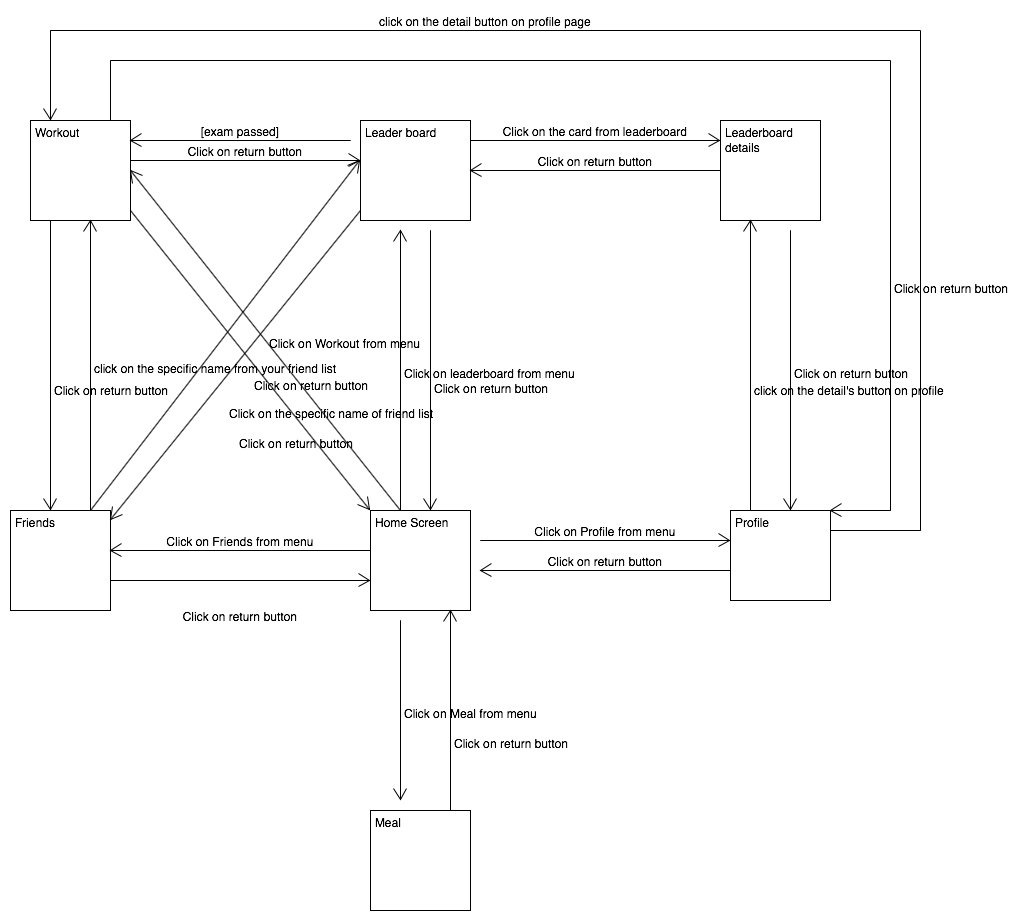 click on the detail button on profile page
Workout
[exam passed]
Click on return button
Leader board
Click on the card from leaderboard
Click on return button
Leaderboard
details
Click on return button
Click on Workout from menu
click on the specific name from your friend list
Click on return button
Click on return button
Click on leaderboard from menu
Click on return button
Click on return button
click on the detail's button on profile
Click on the specific name of friend list
Click on return button
Friends
Home Screen
Profile
Click on Friends from menu
Click on Profile from menu
Click on return button
Click on return button
Click on Meal from menu
Click on return button
Meal